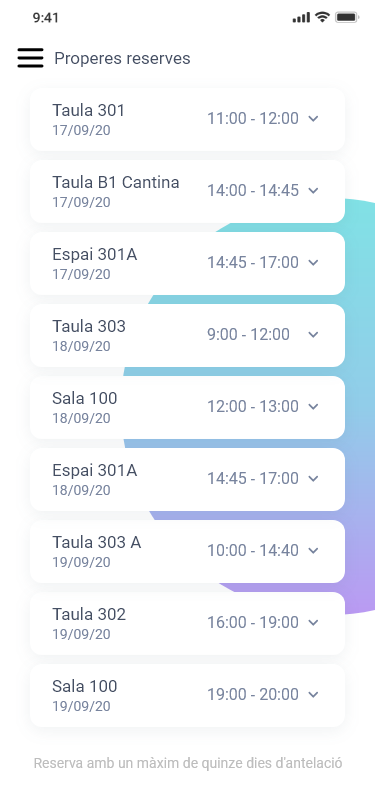 9:41
Properes reserves
Taula 301
17/09/20
11:00 - 12:00
Taula B1 Cantina
17/09/20
14:00 - 14:45
Espai 301A
17/09/20
14:45 - 17:00
Taula 303
18/09/20
9:00 - 12:00
Sala 100
18/09/20
12:00 - 13:00
Espai 301A
18/09/20
14:45 - 17:00
Taula 303 A
19/09/20
10:00 - 14:40
Taula 302
19/09/20
16:00 - 19:00
Sala 100
19/09/20
19:00 - 20:00
Reserva amb un màxim de quinze dies d'antelació